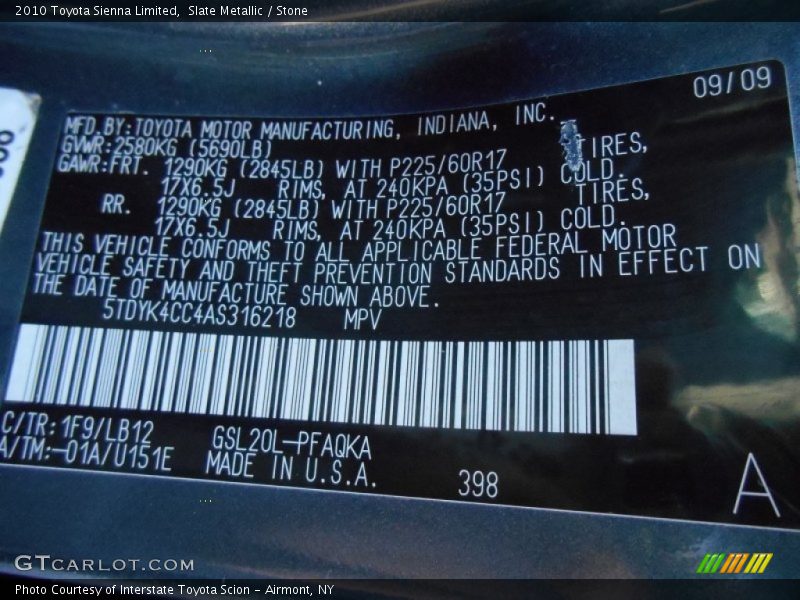 2010 Toyota Sienna Limited, Slate Metallic / Stone
09/09
MFD.BY:TOYOTA MOTOR MANUFACTURING, INDIANA, INC.
GVWR:2580KG (5690LB)
GAWR:FRT. 1290KG (2845LB) WITH P225/60R17 TIRES,
17X6.5J RIMS, AT 240KPA (35PSI) COLD.
RR. 1290KG (2845LB) WITH P225/60R17 TIRES,
17X6.5J RIMS, AT 240KPA (35PSI) COLD.
THIS VEHICLE CONFORMS TO ALL APPLICABLE FEDERAL MOTOR
VEHICLE SAFETY AND THEFT PREVENTION STANDARDS IN EFFECT ON
THE DATE OF MANUFACTURE SHOWN ABOVE.
5TDYK4CC4AS316218 MPV
C/TR:1F9/LB12 GSL20L-PFAQKA
A/TM:-01A/U151E MADE IN U.S.A.
398
A
GTCARLOT.COM
Photo Courtesy of Interstate Toyota Scion - Airmont, NY